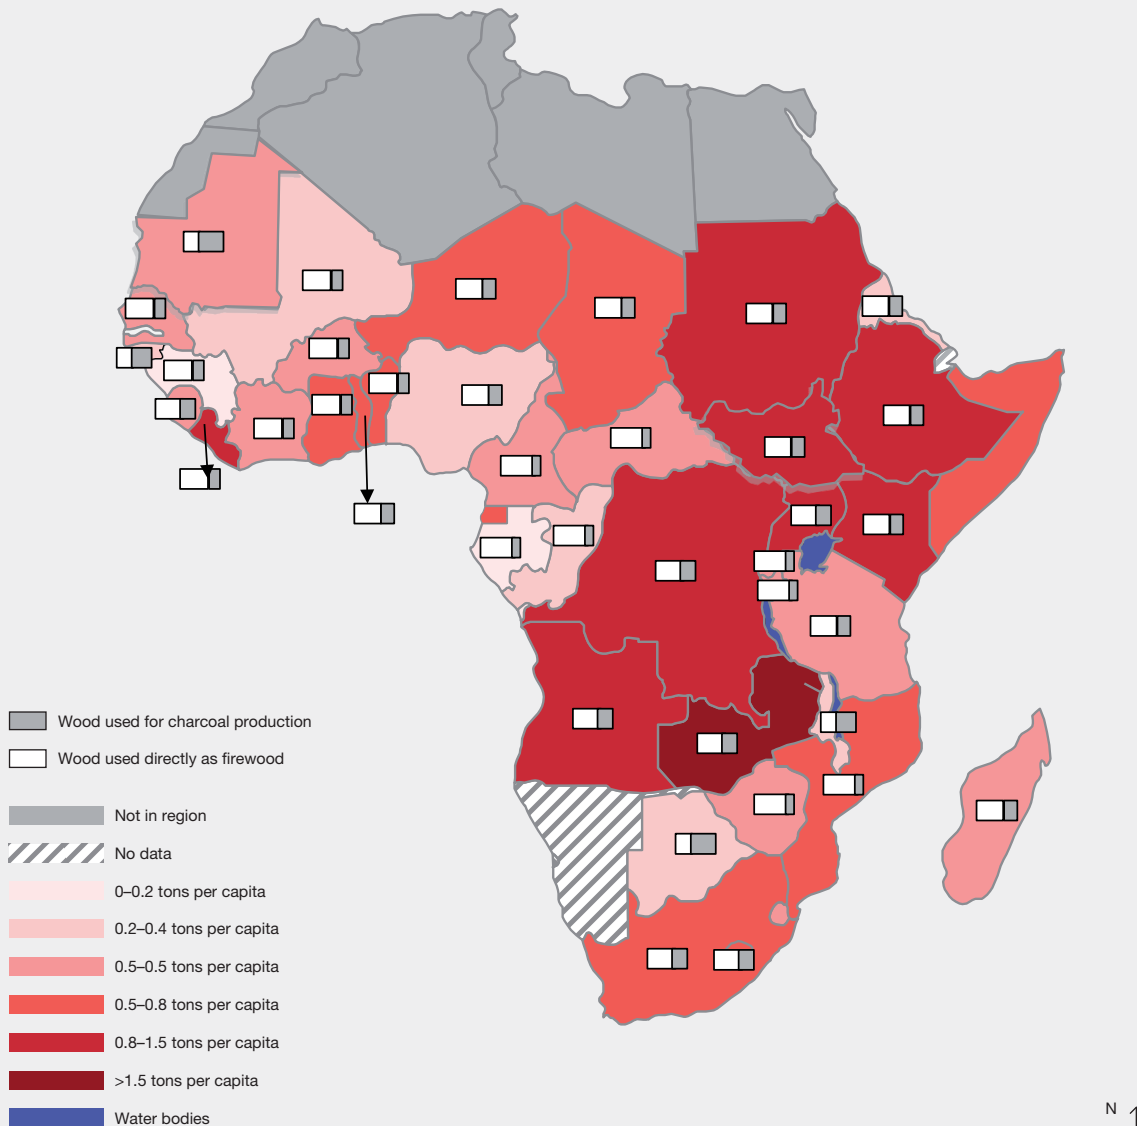 Wood used for charcoal production
Wood used directly as firewood
Not in region
No data
0–0.2 tons per capita
0.2–0.4 tons per capita
0.5–0.5 tons per capita
0.5–0.8 tons per capita
0.8–1.5 tons per capita
>1.5 tons per capita
Water bodies
N